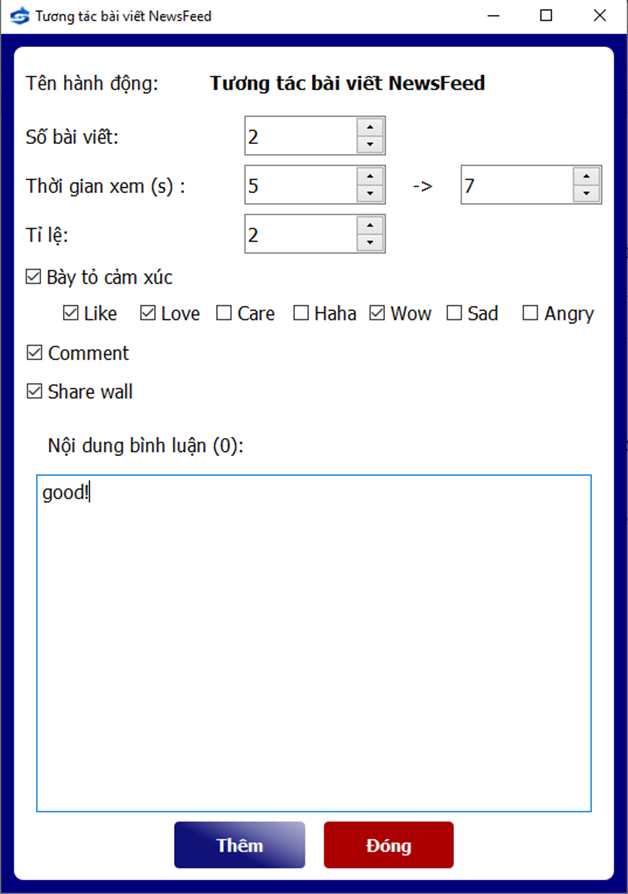 Tương tác bài viết NewsFeed
Tên hành động: Tương tác bài viết NewsFeed
Số bài viết: 2
Thời gian xem (s) : 5 -> 7
Tỉ lệ: 2
Bày tỏ cảm xúc
Like Love Care Haha Wow Sad Angry
Comment
Share wall
Nội dung bình luận (0):
good!
Thêm Đóng